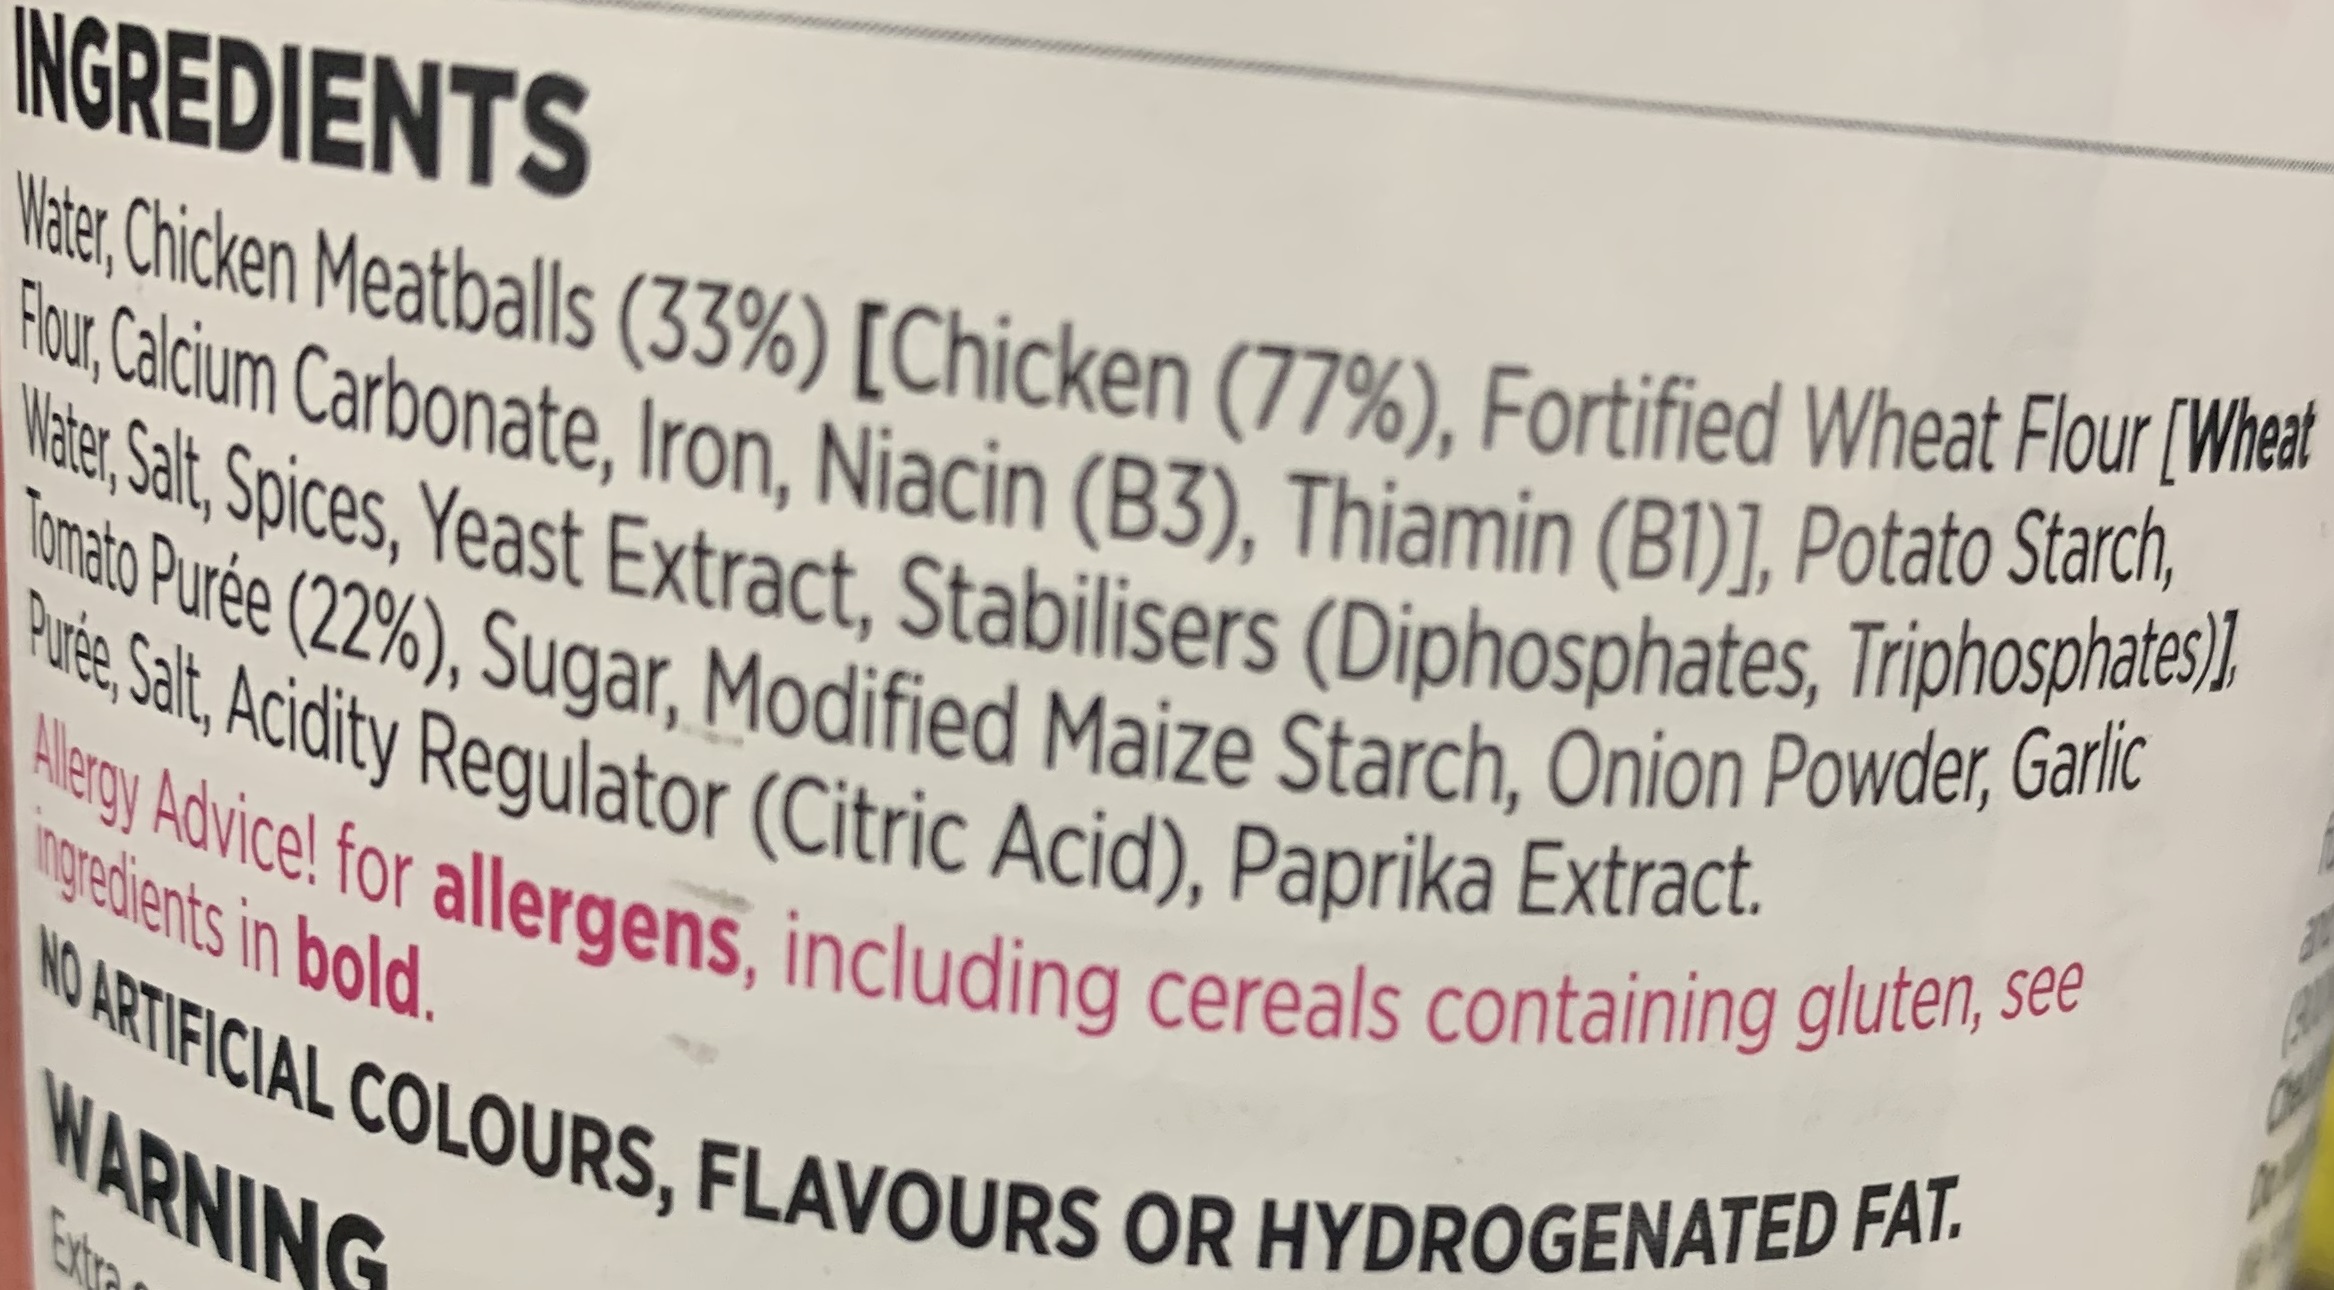 INGREDIENTS
Water, Chicken Meatballs (33%) [Chicken (77%), Fortified Wheat Flour [Wheat
Flour, Calcium Carbonate, Iron, Niacin (B3), Thiamin (B1)], Potato Starch,
Water, Salt, Spices, Yeast Extract, Stabilisers (Diphosphates, Triphosphates)],
Tomato Purée (22%), Sugar, Modified Maize Starch, Onion Powder, Garlic
Purée, Salt, Acidity Regulator (Citric Acid), Paprika Extract.
Allergy Advice! for allergens, including cereals containing gluten, see
ingredients in bold.
NO ARTIFICIAL COLOURS, FLAVOURS OR HYDROGENATED FAT.
WARNING
Extra